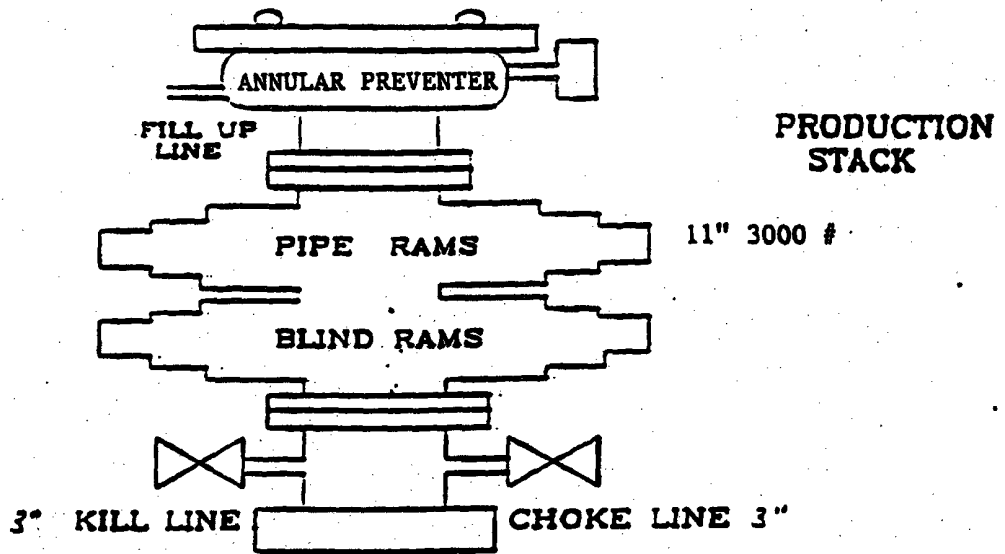 ANNULAR PREVENTER
FILL UP
LINE
PRODUCTION
STACK
PIPE RAMS
11" 3000 #
BLIND RAMS
3" KILL LINE
CHOKE LINE 3"